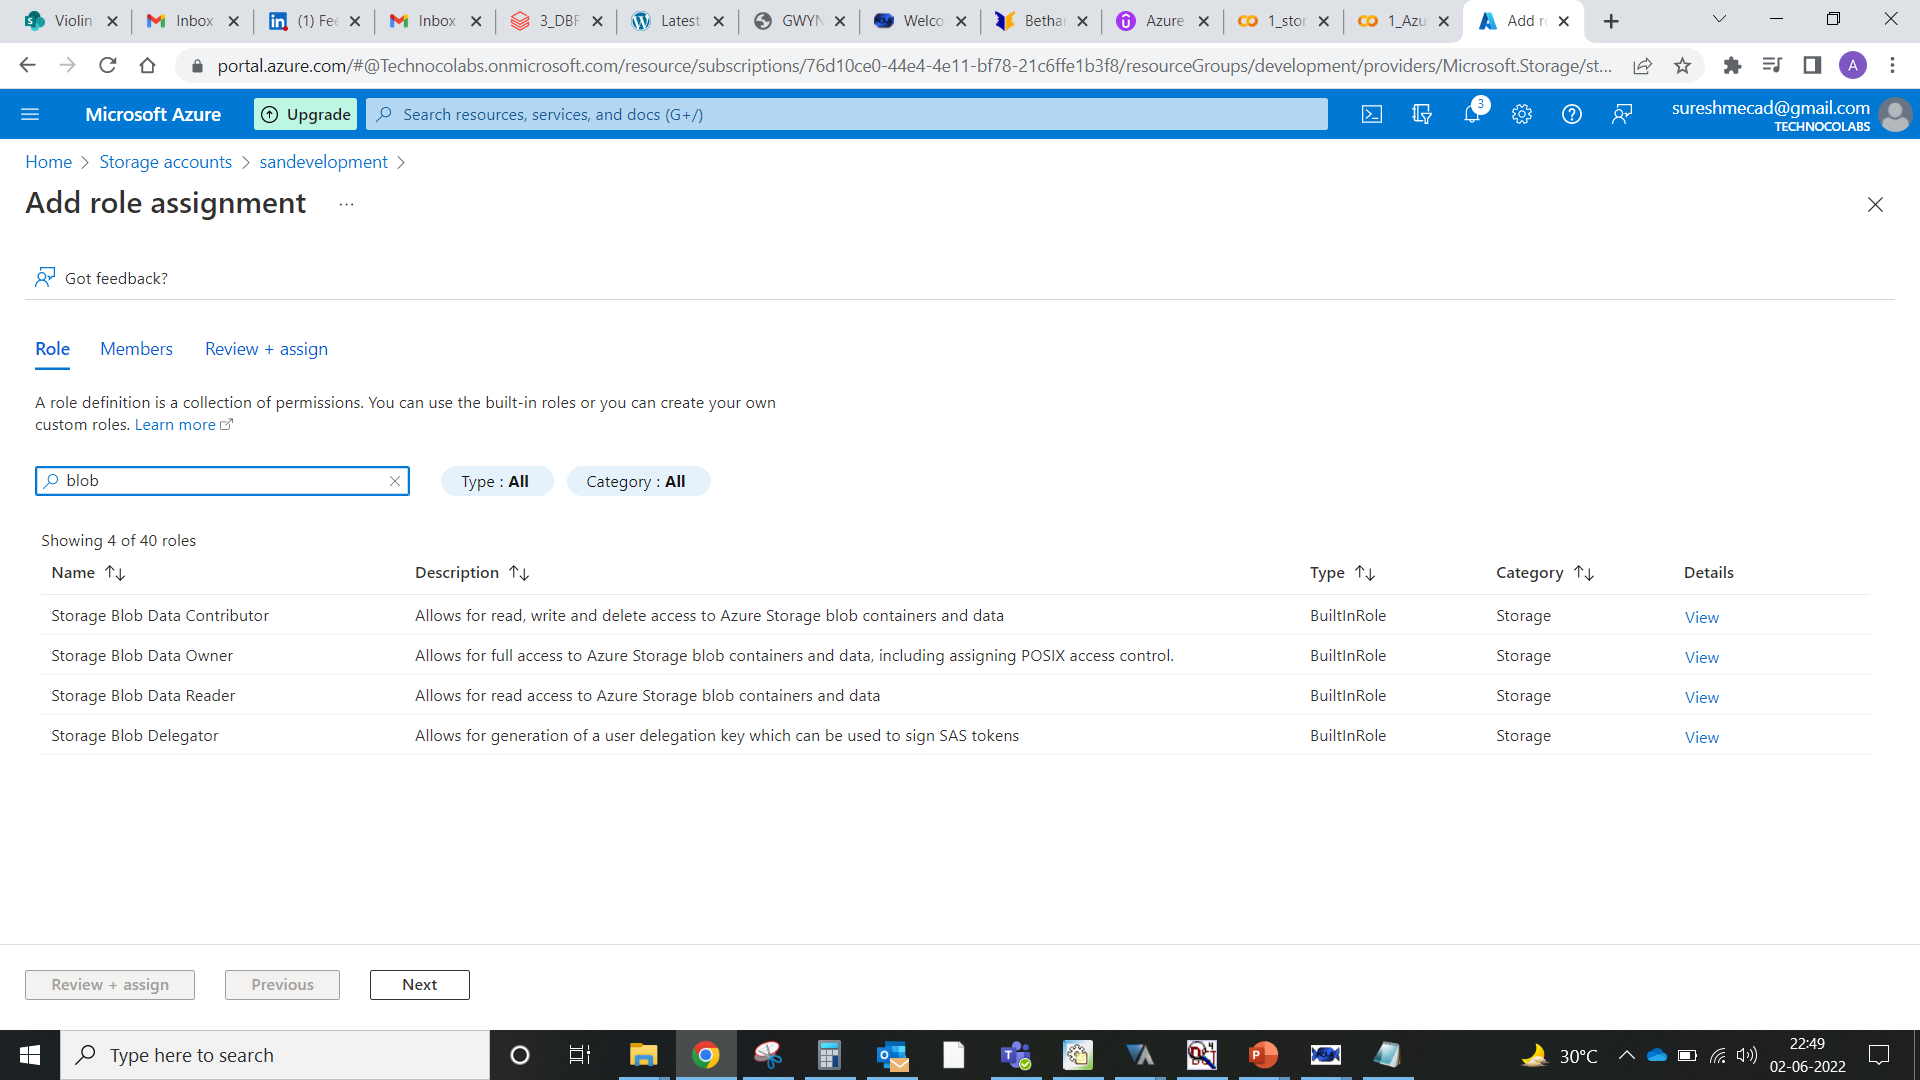 Violin
Inbox
(1) Fee
Inbox
3_DBF
Latest
GWYN
Welco
Bethan
Azure
1_stor
1_Azu
Add ro
portal.azure.com/#@Technocolabs.onmicrosoft.com/resource/subscriptions/76d10ce0-44e4-4e11-bf78-21c6ffe1b3f8/resourceGroups/development/providers/Microsoft.Storage/st...
A
Microsoft Azure
Upgrade
Search resources, services, and docs (G+/)
3
sureshmecad@gmail.com
TECHNOCOLABS
Home > Storage accounts > sandevelopment >
Add role assignment ...
Got feedback?
Role Members Review + assign
A role definition is a collection of permissions. You can use the built-in roles or you can create your own
custom roles. Learn more
blob
Type : All
Category : All
Showing 4 of 40 roles
Name Description Type Category Details
Storage Blob Data Contributor Allows for read, write and delete access to Azure Storage blob containers and data BuiltInRole Storage View
Storage Blob Data Owner Allows for full access to Azure Storage blob containers and data, including assigning POSIX access control. BuiltInRole Storage View
Storage Blob Data Reader Allows for read access to Azure Storage blob containers and data BuiltInRole Storage View
Storage Blob Delegator Allows for generation of a user delegation key which can be used to sign SAS tokens BuiltInRole Storage View
Review + assign Previous Next
Type here to search
30°C
22:49
02-06-2022